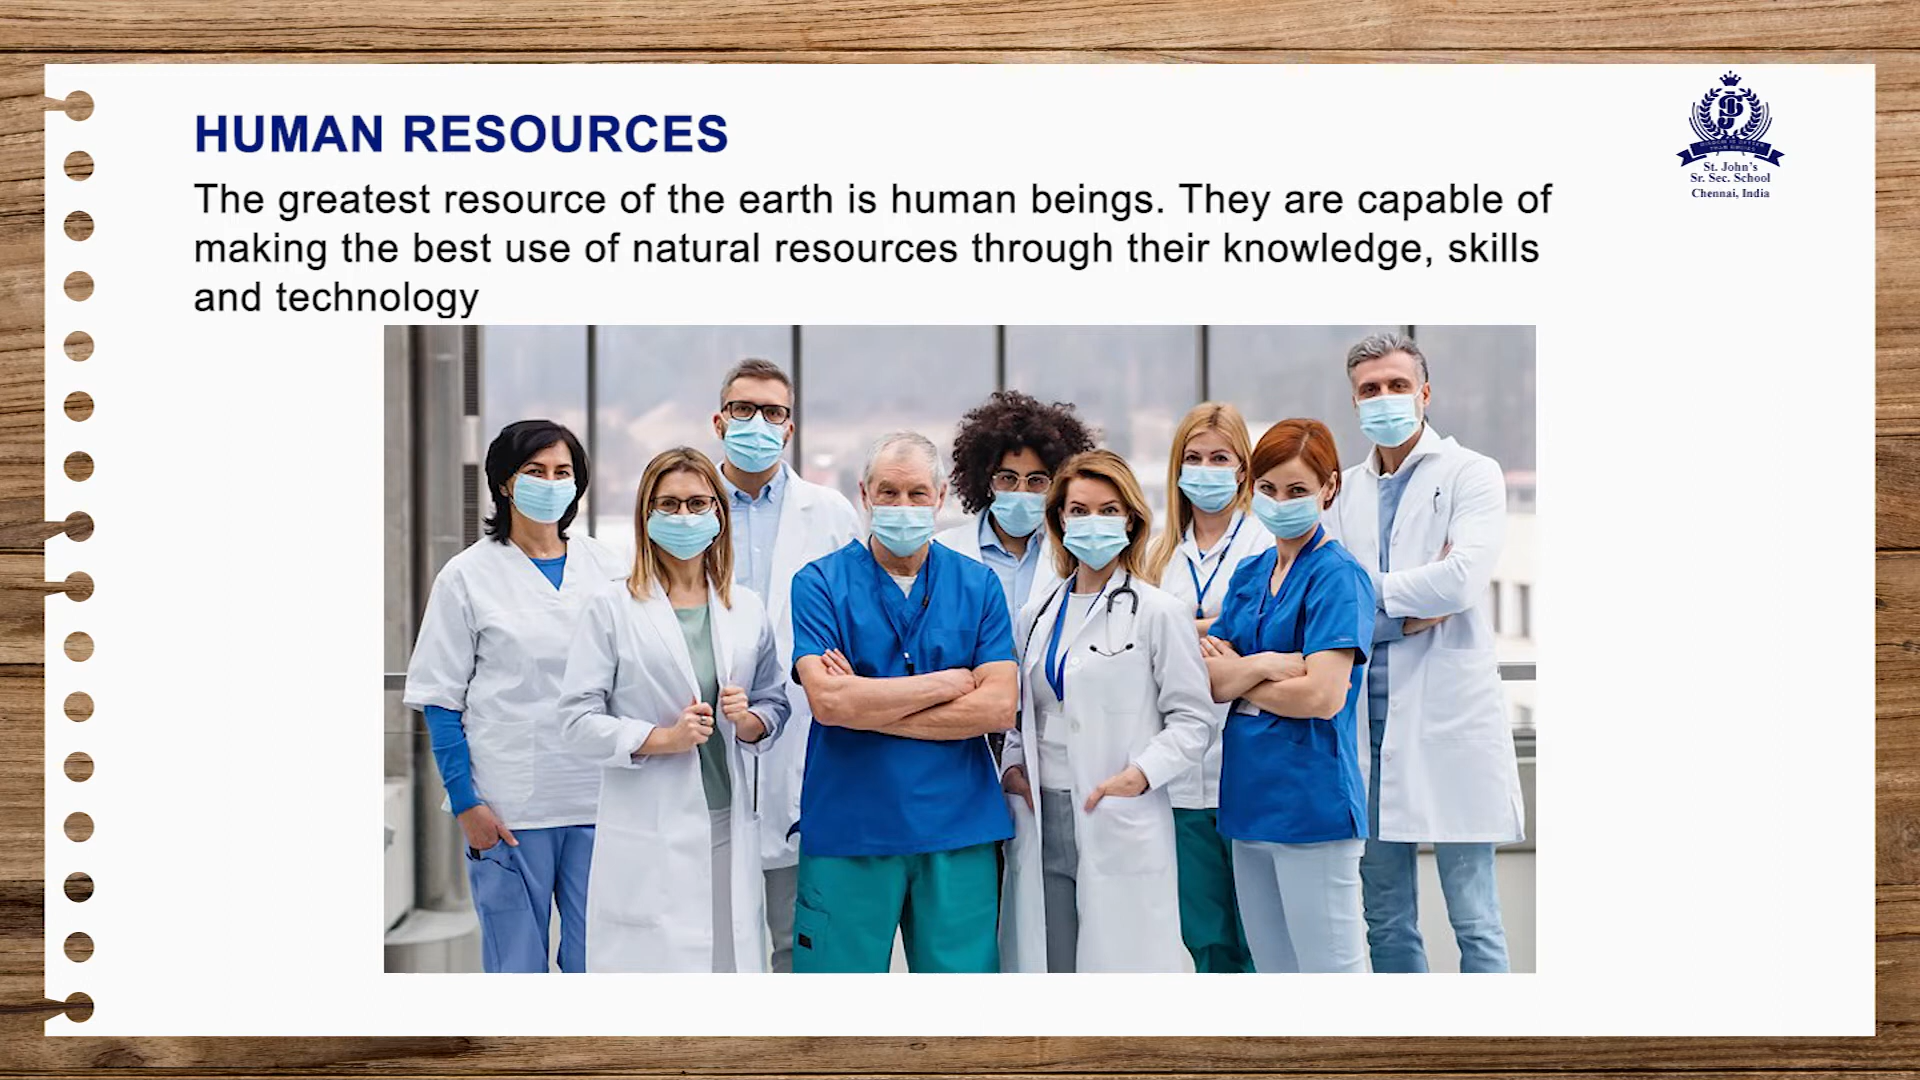 HUMAN RESOURCES
The greatest resource of the earth is human beings. They are capable of
making the best use of natural resources through their knowledge, skills
and technology
St. John's
Sr. Sec. School
Chennai, India